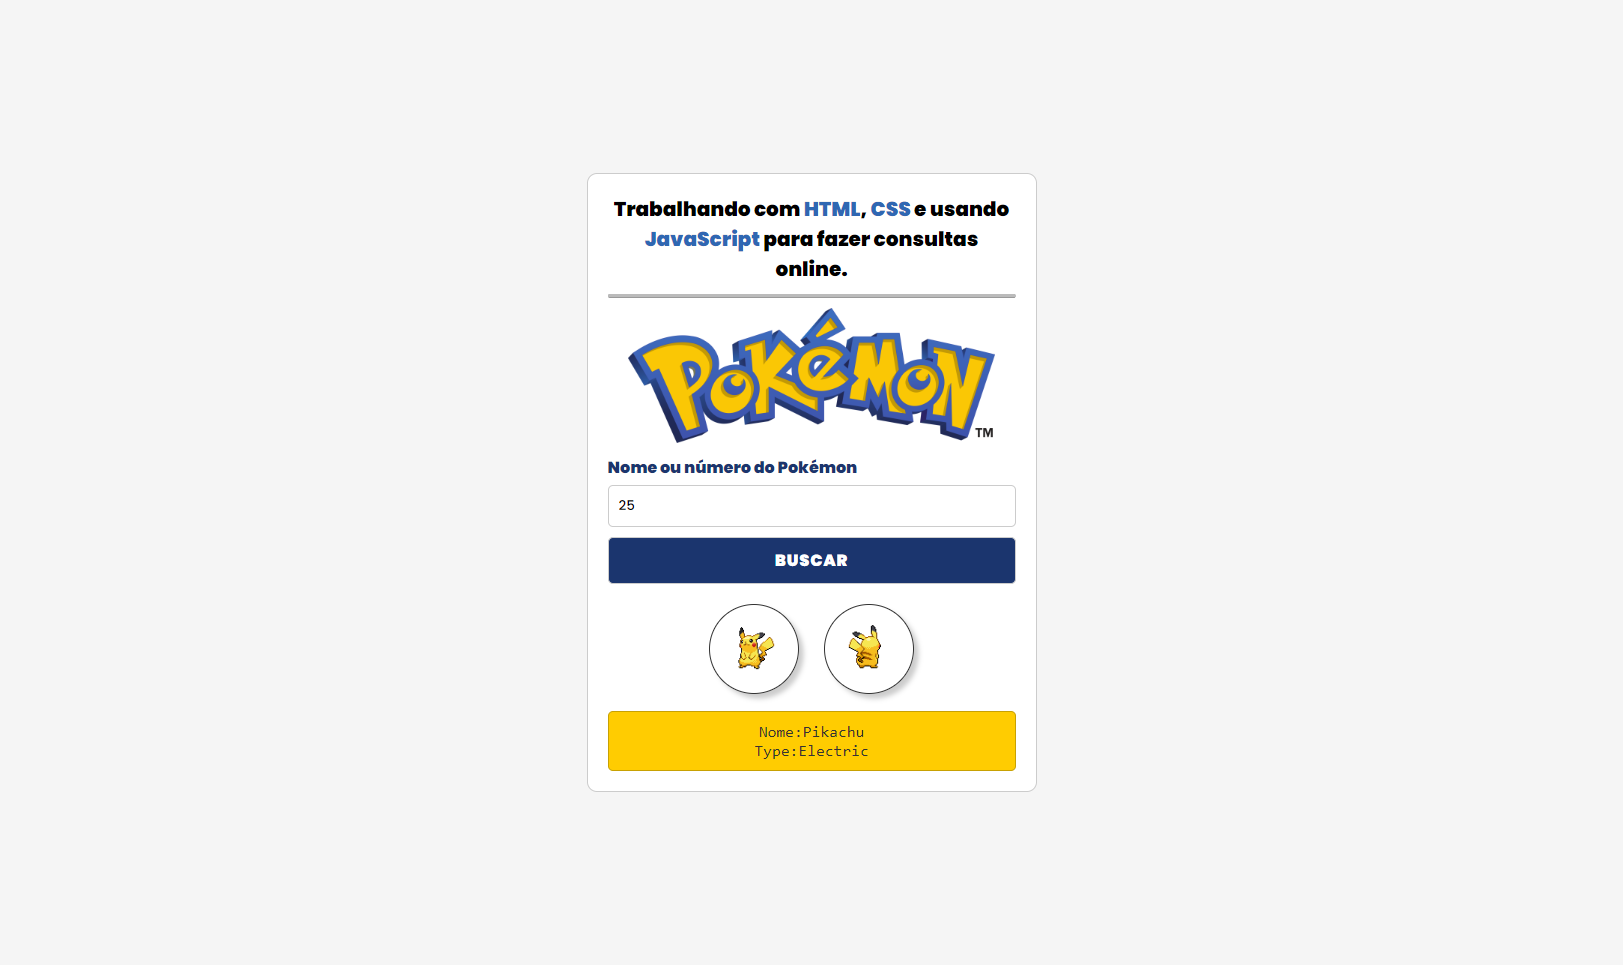 Trabalhando com HTML, CSS e usando
JavaScript para fazer consultas
online.
Pokémon
TM
Nome ou número do Pokémon
25
BUSCAR
Nome:Pikachu
Type:Electric